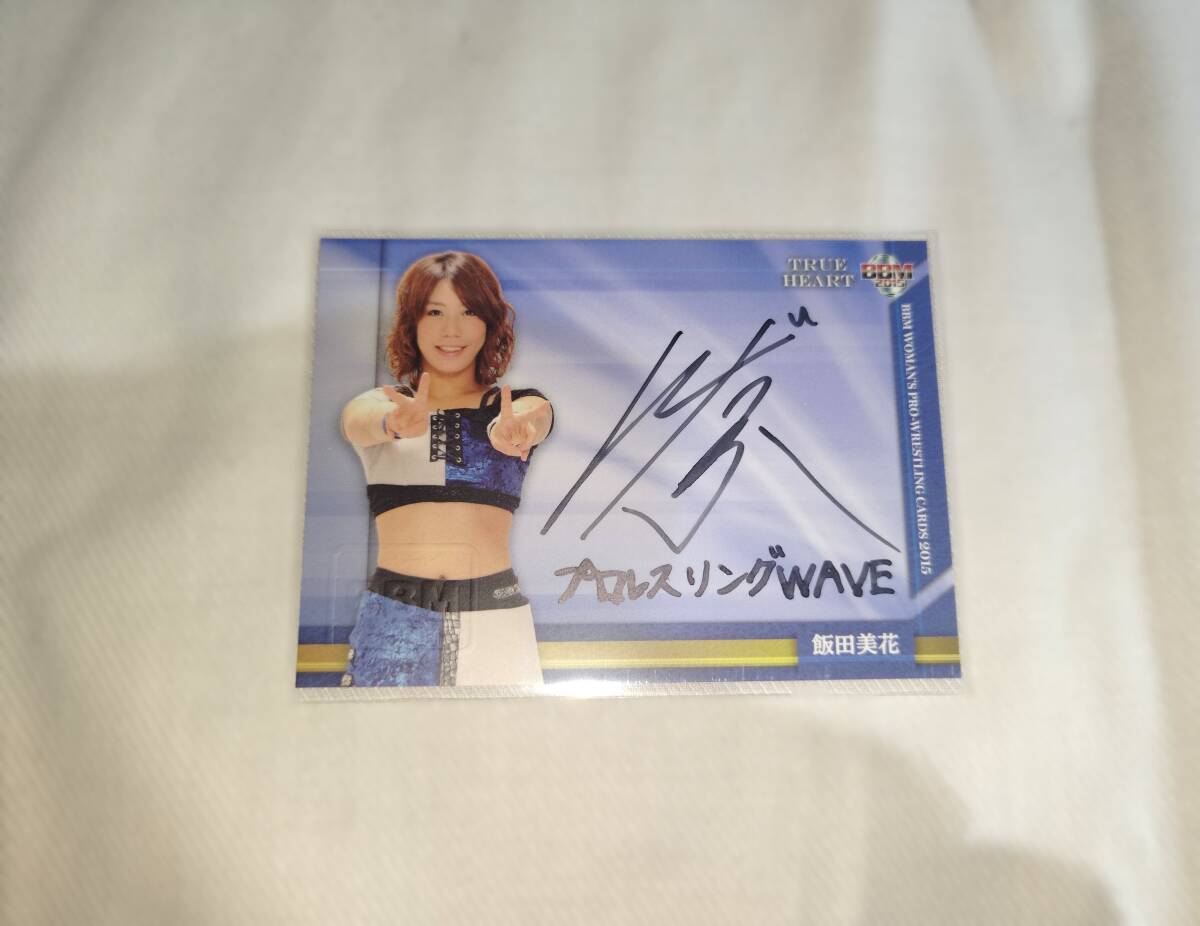 TRUE
HEART
BBM
2015
BBM WOMAN'S PRO-WRESTLING CARDS 2015
プロレスリングWAVE
BBM
飯田美花